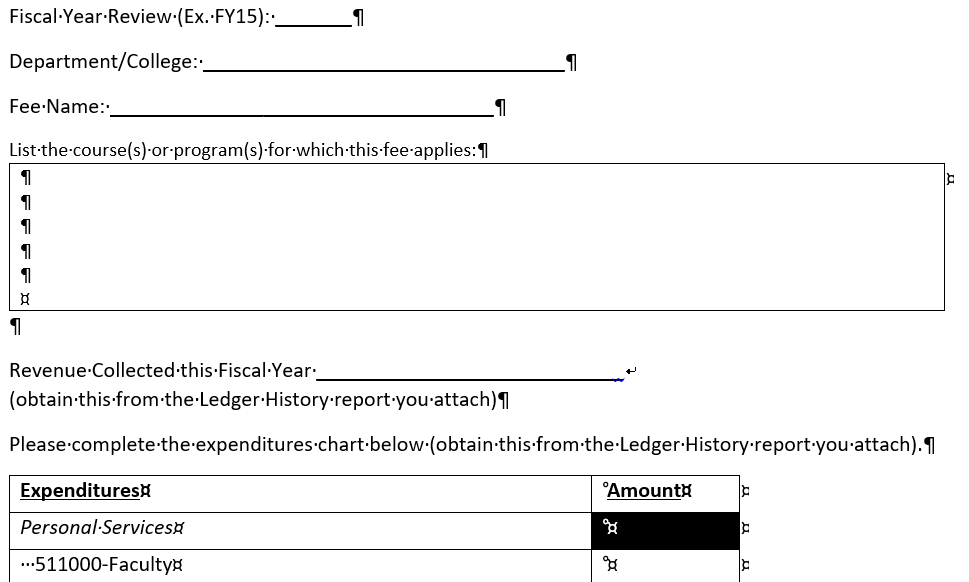 Fiscal·Year·Review·(Ex.·FY15):·________¶
Department/College:·______________________________________¶
Fee·Name:·________________________________________¶
List·the·course(s)·or·program(s)·for·which·this·fee·applies:¶
¶ ¤
¶
¶
¶
¶
¤
¶
Revenue·Collected·this·Fiscal·Year·________________________________↵
(obtain·this·from·the·Ledger·History·report·you·attach)¶
Please·complete·the·expenditures·chart·below·(obtain·this·from·the·Ledger·History·report·you·attach).¶
Expenditures¤ °Amount¤ ¤
Personal·Services¤ °¤ ¤
···511000-Faculty¤ °¤ ¤